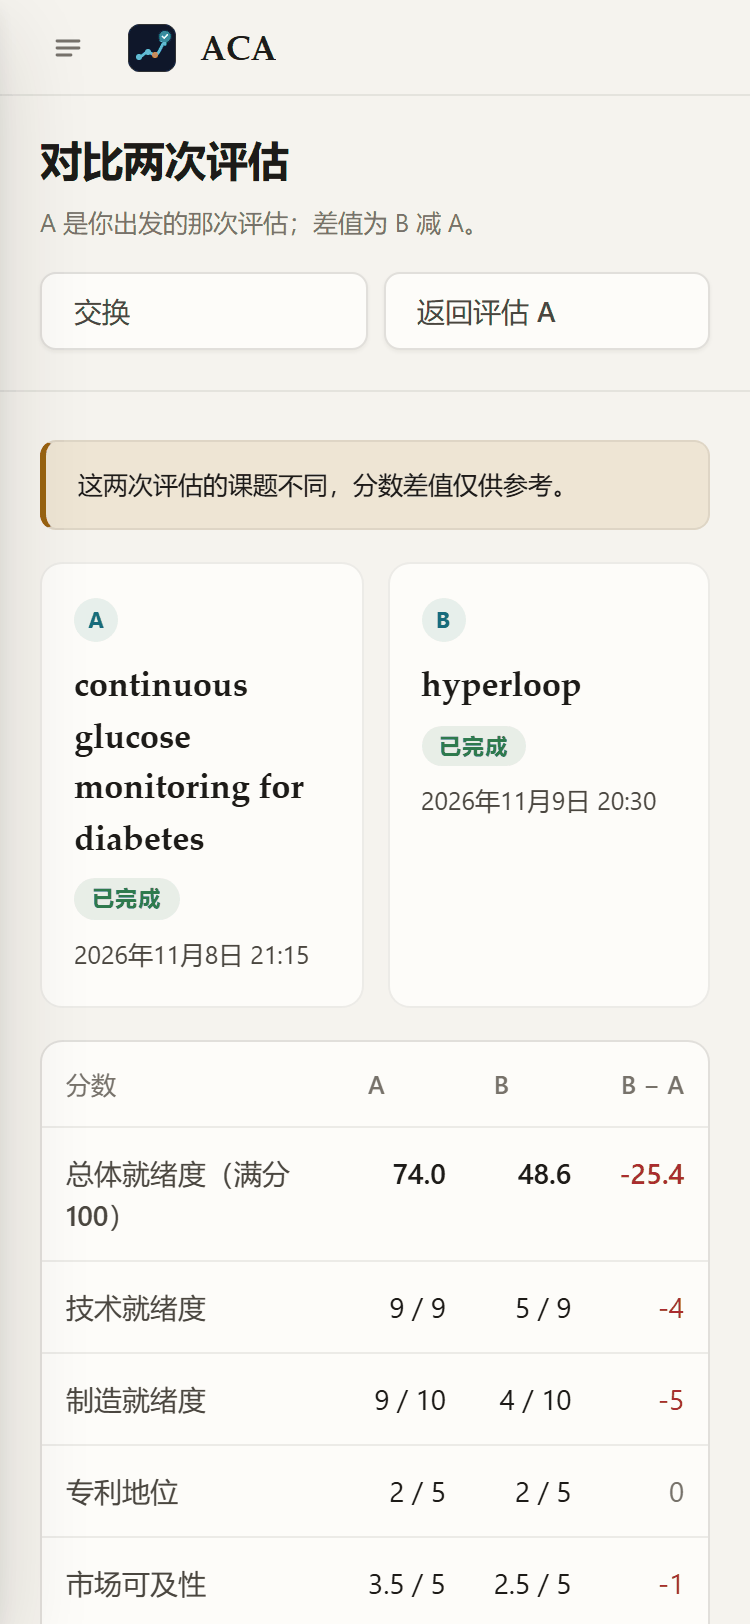 ACA
对比两次评估
A 是你出发的那次评估；差值为 B 减 A。
交换
返回评估 A
这两次评估的课题不同，分数差值仅供参考。
A
continuous
glucose
monitoring for
diabetes
已完成
2026年11月8日 21:15
B
hyperloop
已完成
2026年11月9日 20:30
分数 A B B – A
总体就绪度（满分
100） 74.0 48.6 -25.4
技术就绪度 9 / 9 5 / 9 -4
制造就绪度 9 / 10 4 / 10 -5
专利地位 2 / 5 2 / 5 0
市场可及性 3.5 / 5 2.5 / 5 -1